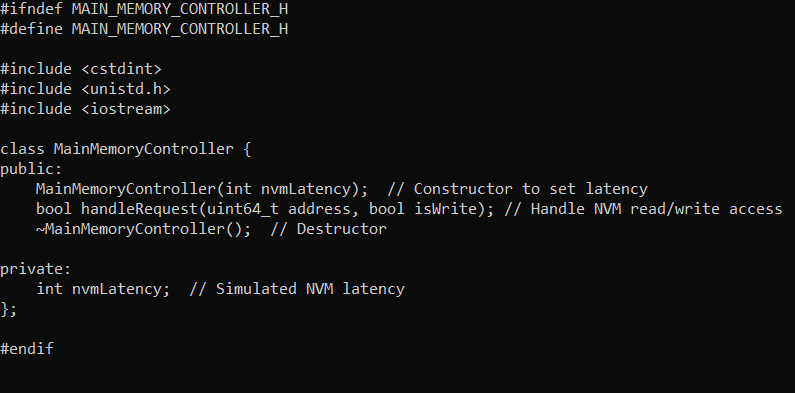 #ifndef MAIN_MEMORY_CONTROLLER_H
#define MAIN_MEMORY_CONTROLLER_H

#include <cstdint>
#include <unistd.h>
#include <iostream>

class MainMemoryController {
public:
    MainMemoryController(int nvmLatency);  // Constructor to set latency
    bool handleRequest(uint64_t address, bool isWrite); // Handle NVM read/write access
    ~MainMemoryController();  // Destructor

private:
    int nvmLatency;  // Simulated NVM latency
};

#endif